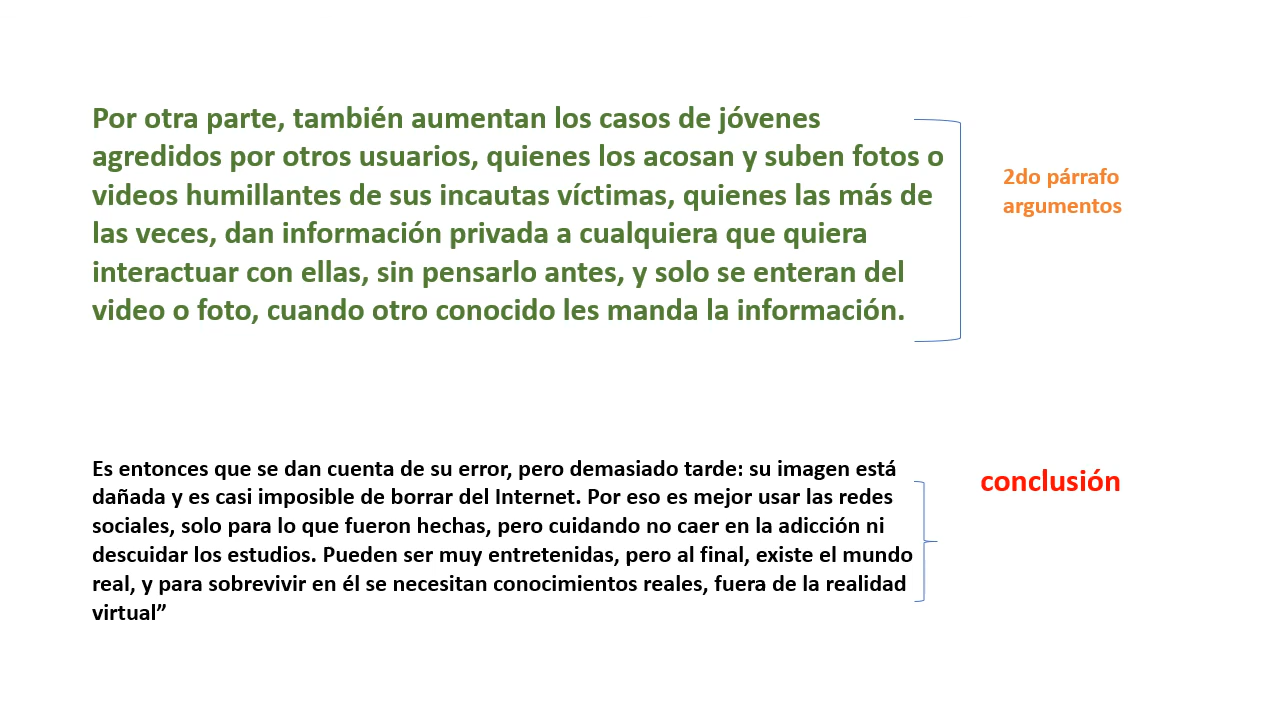 Por otra parte, también aumentan los casos de jóvenes
agredidos por otros usuarios, quienes los acosan y suben fotos o
videos humillantes de sus incautas víctimas, quienes las más de
las veces, dan información privada a cualquiera que quiera
interactuar con ellas, sin pensarlo antes, y solo se enteran del
video o foto, cuando otro conocido les manda la información.
2do párrafo
argumentos
Es entonces que se dan cuenta de su error, pero demasiado tarde: su imagen está
dañada y es casi imposible de borrar del Internet. Por eso es mejor usar las redes
sociales, solo para lo que fueron hechas, pero cuidando no caer en la adicción ni
descuidar los estudios. Pueden ser muy entretenidas, pero al final, existe el mundo
real, y para sobrevivir en él se necesitan conocimientos reales, fuera de la realidad
virtual”
conclusión